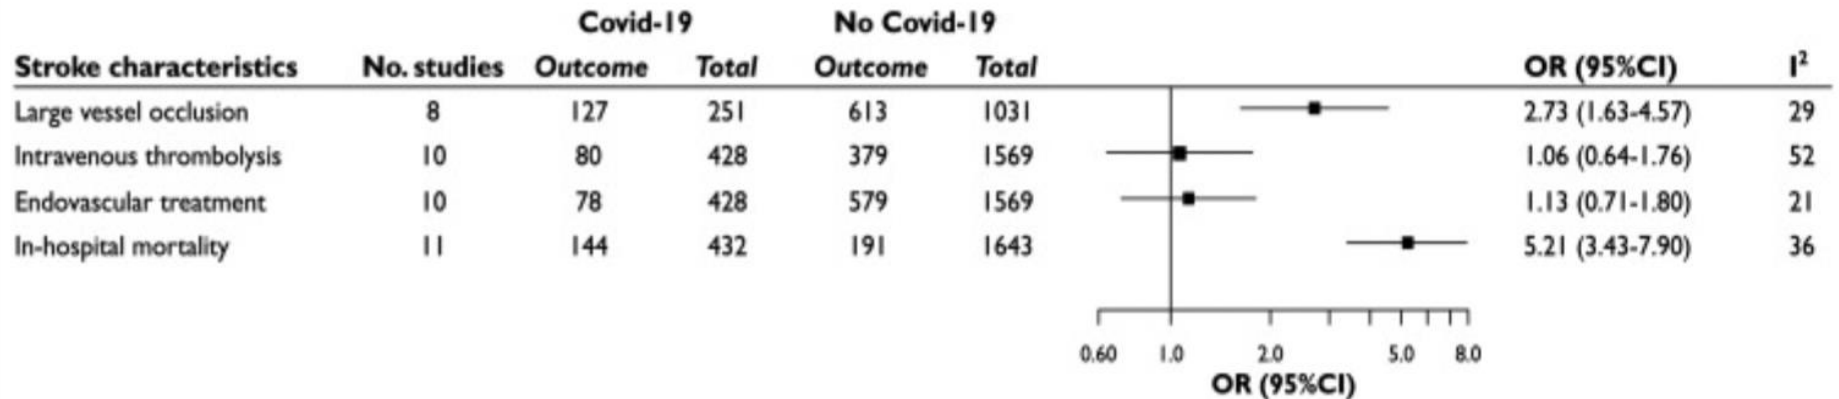 Covid-19 No Covid-19
Stroke characteristics No. studies Outcome Total Outcome Total OR (95%CI) I²
Large vessel occlusion 8 127 251 613 1031 2.73 (1.63-4.57) 29
Intravenous thrombolysis 10 80 428 379 1569 1.06 (0.64-1.76) 52
Endovascular treatment 10 78 428 579 1569 1.13 (0.71-1.80) 21
In-hospital mortality 11 144 432 191 1643 5.21 (3.43-7.90) 36
0.60 1.0 2.0 5.0 8.0
OR (95%CI)